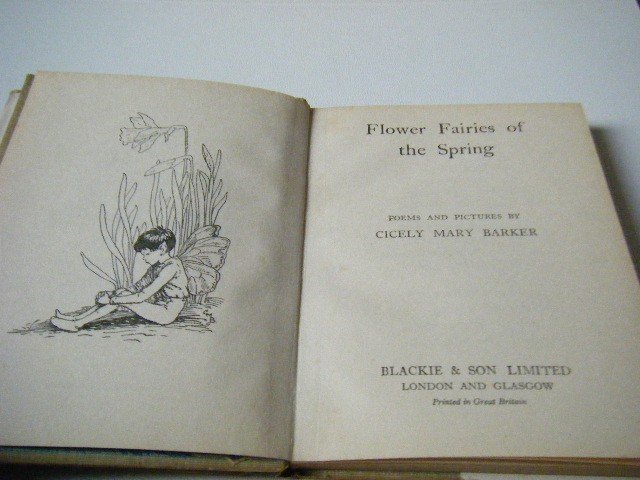 Flower Fairies of
the Spring
POEMS AND PICTURES BY
CICELY MARY BARKER
BLACKIE & SON LIMITED
LONDON AND GLASGOW
Printed in Great Britain